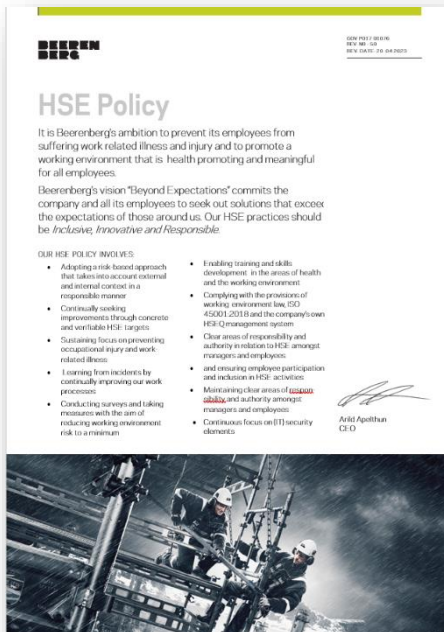 BEEREN
BERG
REV. DATE: 26.04.2023
HSE Policy
It is Beerenberg's ambition to prevent its employees from
suffering work related illness and injury and to promote a
working environment that is health promoting and meaningful
for all employees.
Beerenberg's vision "Beyond Expectations" commits the
company and all its employees to seek out solutions that exceed
the expectations of those around us. Our HSE practices should
be Inclusive, Innovative and Responsible.
OUR HSE POLICY INVOLVES:
• Adopting a risk-based approach
that takes into account external
and internal context in a
responsible manner
• Continually seeking
improvements through concrete
and verifiable HSE targets
• Sustaining focus on preventing
occupational injury and work
related illness
• Learning from incidents by
continually improving our work
processes
• Conducting surveys and taking
measures with the aim of
reducing working environment
risk to a minimum
• Enabling training and skills
development in the areas of health
and the working environment
• Complying with the provisions of
working environment law, ISO
45001:2018 and the company's own
HSEQ management system
• Clear areas of responsibility and
authority in relation to HSE amongst
managers and employees
• and ensuring employee participation
and inclusion in HSE activities
• Maintaining clear areas of respon
sibility and authority amongst
managers and employees
• Continuous focus on (IT) security
elements
Arild Apelthun
CEO